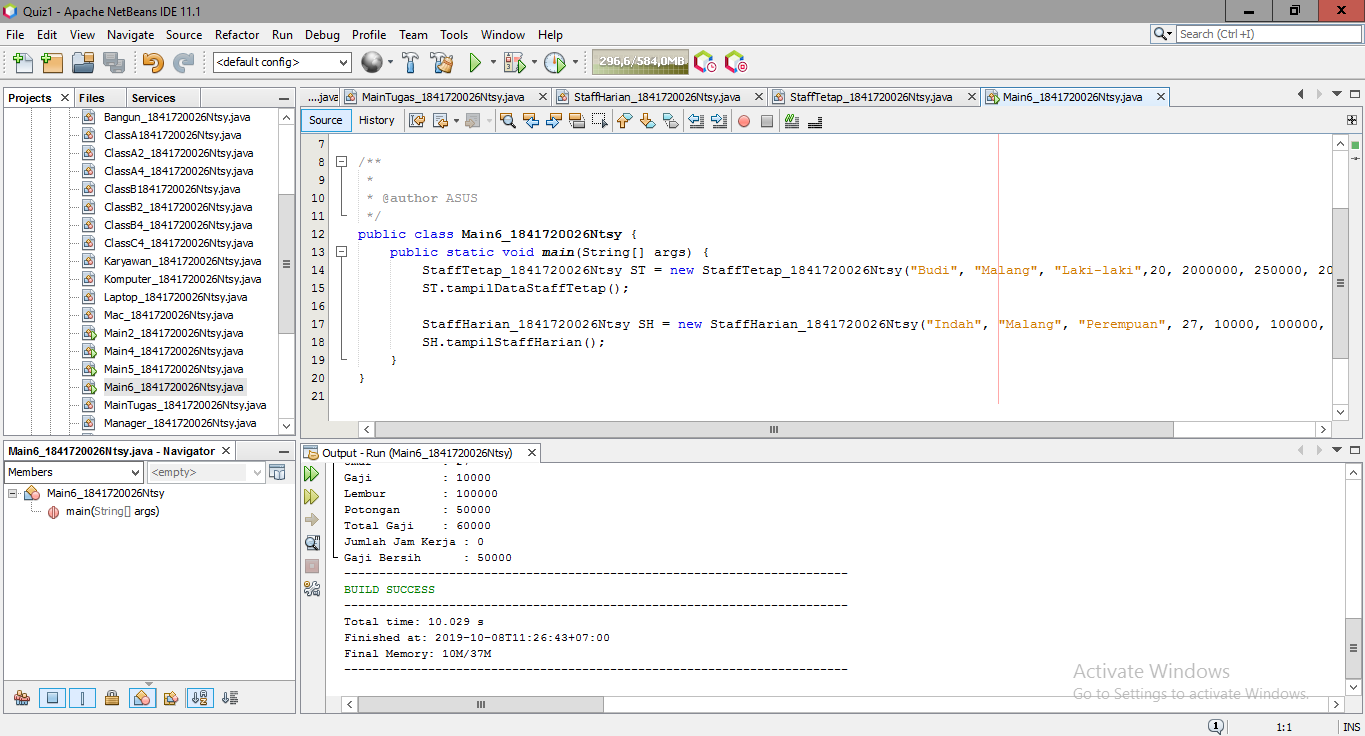 Quiz1 - Apache NetBeans IDE 11.1
File Edit View Navigate Source Refactor Run Debug Profile Team Tools Window Help
Search (Ctrl+I)
<default config>
296,6/584,0MB
Projects Files Services
Bangun_1841720026Ntsy.java
ClassA1841720026Ntsy.java
ClassA2_1841720026Ntsy.java
ClassA4_1841720026Ntsy.java
ClassB1841720026Ntsy.java
ClassB2_1841720026Ntsy.java
ClassB4_1841720026Ntsy.java
ClassC4_1841720026Ntsy.java
Karyawan_1841720026Ntsy.java
Komputer_1841720026Ntsy.java
Laptop_1841720026Ntsy.java
Mac_1841720026Ntsy.java
Main2_1841720026Ntsy.java
Main4_1841720026Ntsy.java
Main5_1841720026Ntsy.java
Main6_1841720026Ntsy.java
MainTugas_1841720026Ntsy.java
Manager_1841720026Ntsy.java
Main6_1841720026Ntsy.java - Navigator
Members <empty>
Main6_1841720026Ntsy
main(String[] args)
....java MainTugas_1841720026Ntsy.java StaffHarian_1841720026Ntsy.java StaffTetap_1841720026Ntsy.java Main6_1841720026Ntsy.java
Source History
7
8 /**
9 *
10 * @author ASUS
11 */
12 public class Main6_1841720026Ntsy {
13 public static void main(String[] args) {
14 StaffTetap_1841720026Ntsy ST = new StaffTetap_1841720026Ntsy("Budi", "Malang", "Laki-laki",20, 2000000, 250000, 20
15 ST.tampilDataStaffTetap();
16
17 StaffHarian_1841720026Ntsy SH = new StaffHarian_1841720026Ntsy("Indah", "Malang", "Perempuan", 27, 10000, 100000,
18 SH.tampilStaffHarian();
19 }
20 }
21
Output - Run (Main6_1841720026Ntsy)
Gaji : 10000
Lembur : 100000
Potongan : 50000
Total Gaji : 60000
Jumlah Jam Kerja : 0
Gaji Bersih : 50000
------------------------------------------------------------------------
BUILD SUCCESS
------------------------------------------------------------------------
Total time: 10.029 s
Finished at: 2019-10-08T11:26:43+07:00
Final Memory: 10M/37M
------------------------------------------------------------------------
Activate Windows
Go to Settings to activate Windows.
1
1:1 INS